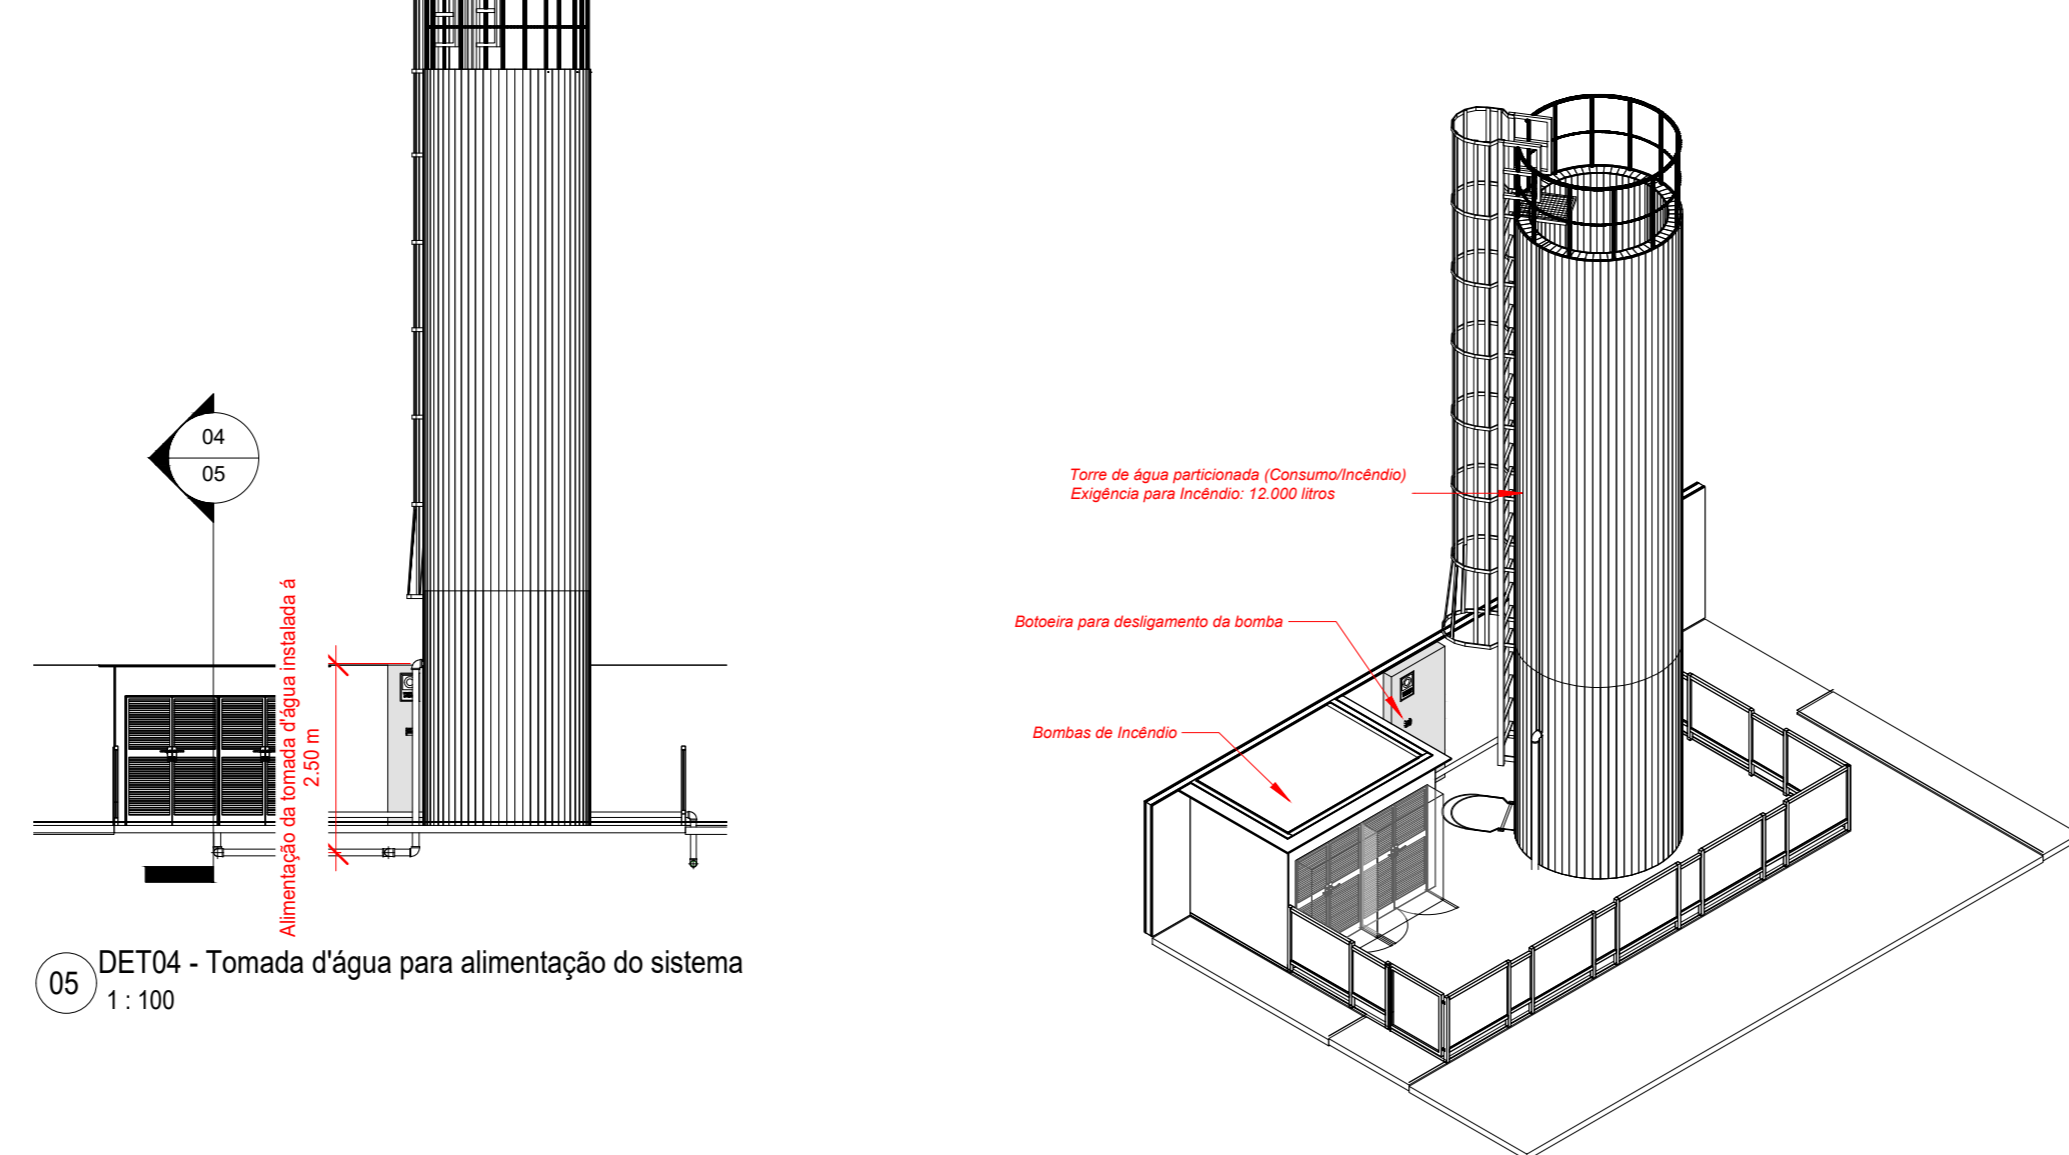 04
05
Alimentação da tomada d'água instalada á
2.50 m
05
DET04 - Tomada d'água para alimentação do sistema
1 : 100
Torre de água particionada (Consumo/Incêndio)
Exigência para Incêndio: 12.000 litros
Botoeira para desligamento da bomba
Bombas de Incêndio